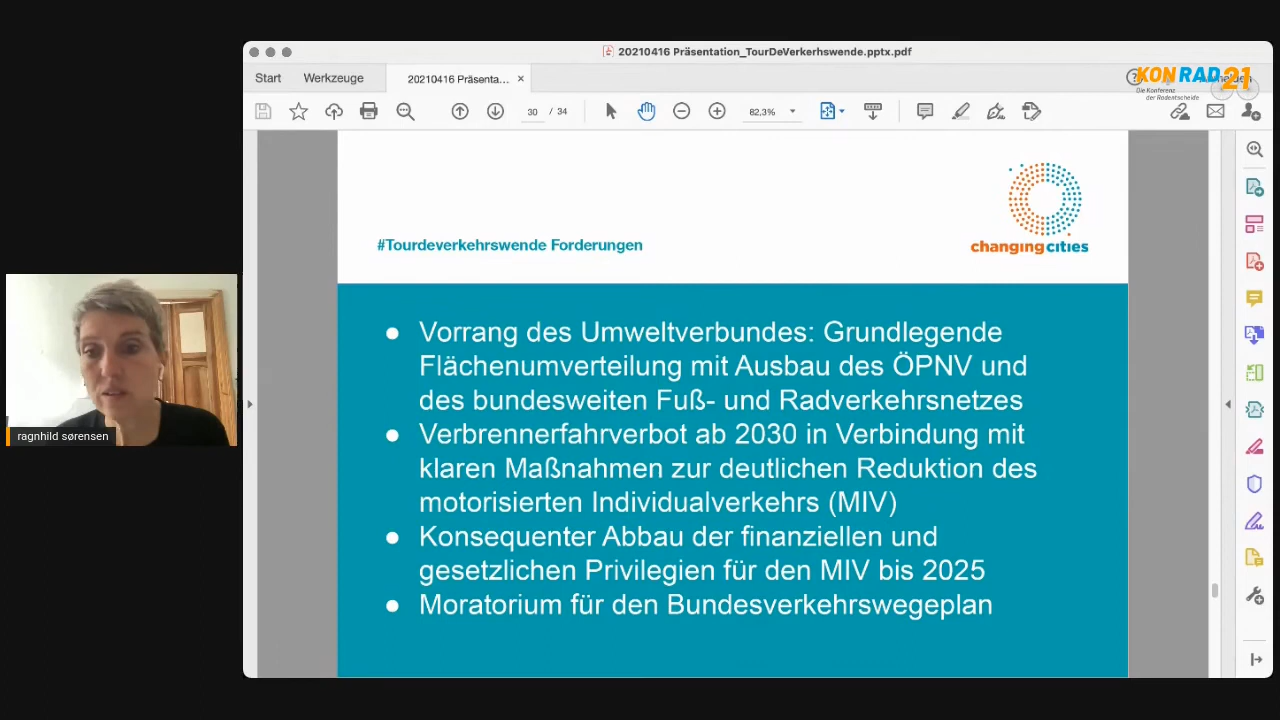 20210416 Präsentation_TourDeVerkerhswende.pptx.pdf
Start
Werkzeuge
20210416 Präsenta...
KONRAD21
Die Konferenz
der Radentscheide
30 / 34
82,3%
changing cities
#Tourdeverkehrswende Forderungen
Vorrang des Umweltverbundes: Grundlegende
Flächenumverteilung mit Ausbau des ÖPNV und
des bundesweiten Fuß- und Radverkehrsnetzes
Verbrennerfahrverbot ab 2030 in Verbindung mit
klaren Maßnahmen zur deutlichen Reduktion des
motorisierten Individualverkehrs (MIV)
Konsequenter Abbau der finanziellen und
gesetzlichen Privilegien für den MIV bis 2025
Moratorium für den Bundesverkehrswegeplan
ragnhild sørensen